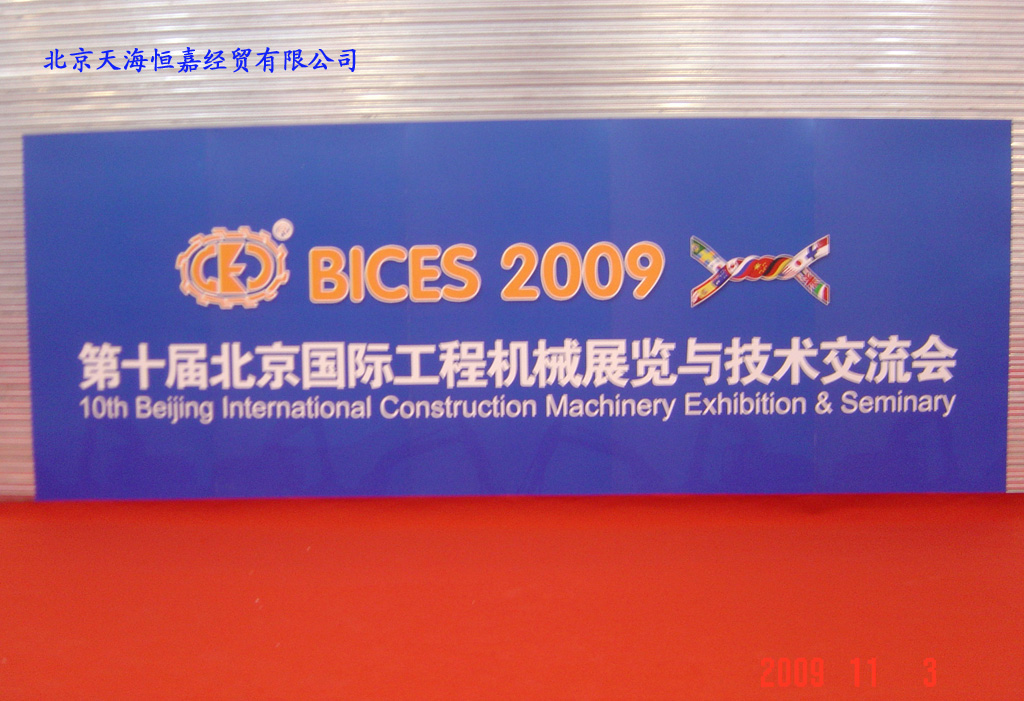 北京天海恒嘉经贸有限公司
CEC ®
BICES 2009
第十届北京国际工程机械展览与技术交流会
10th Beijing International Construction Machinery Exhibition & Seminary
2009 11 3